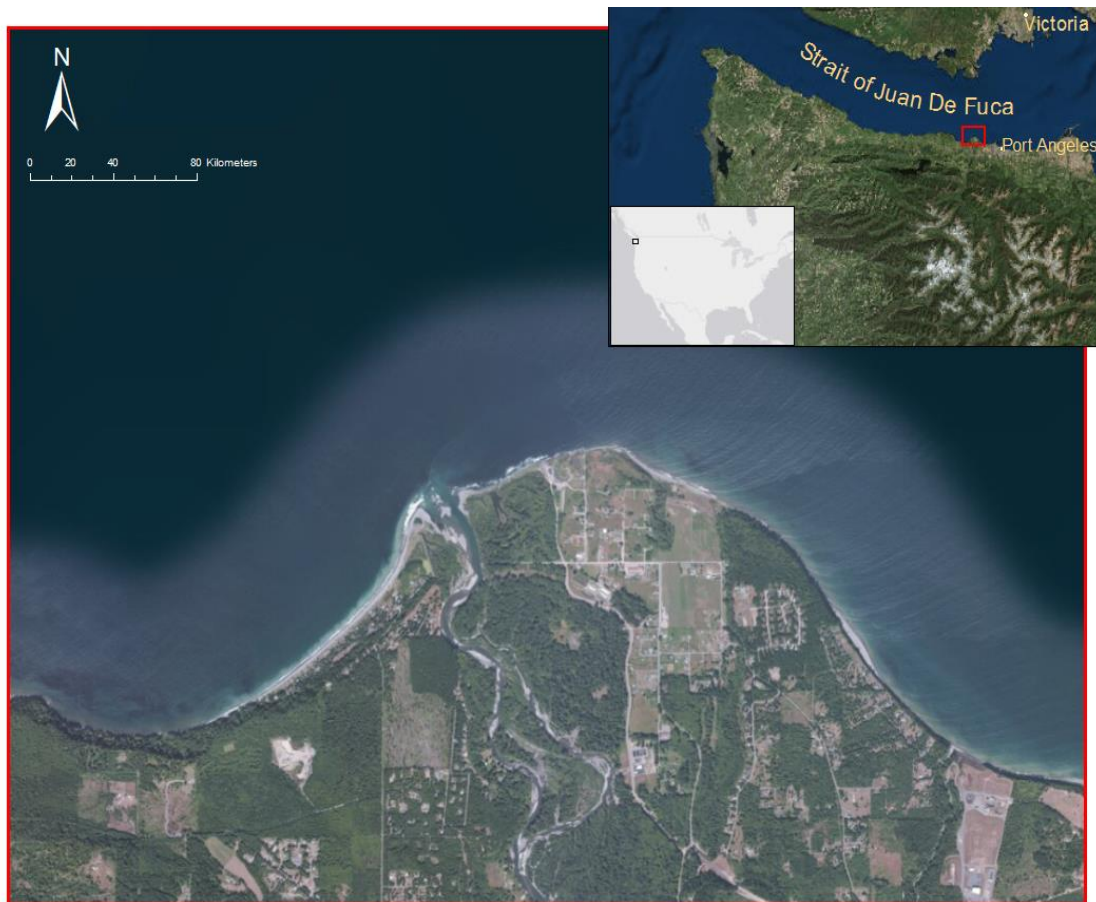 N
0 20 40 80 Kilometers
Victoria
Strait of Juan De Fuca
Port Angeles